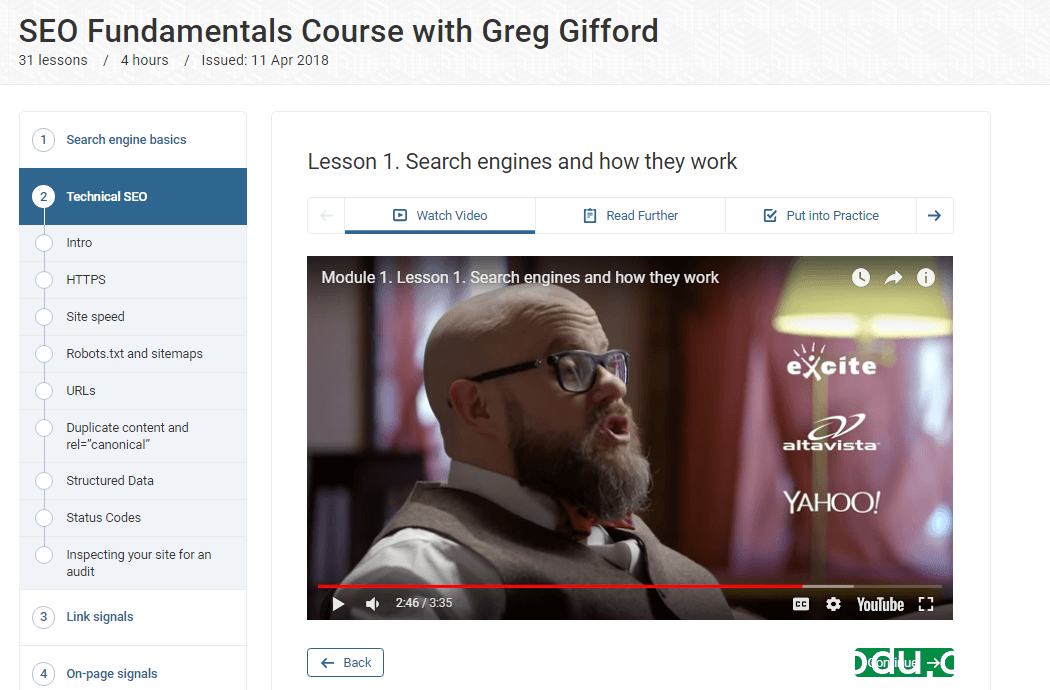 SEO Fundamentals Course with Greg Gifford
31 lessons / 4 hours / Issued: 11 Apr 2018
1 Search engine basics
2 Technical SEO
Intro
HTTPS
Site speed
Robots.txt and sitemaps
URLs
Duplicate content and
rel="canonical"
Structured Data
Status Codes
Inspecting your site for an
audit
3 Link signals
4 On-page signals
Lesson 1. Search engines and how they work
Watch Video
Read Further
Put into Practice
Module 1. Lesson 1. Search engines and how they work
excite
altavista
YAHOO!
2:46 / 3:35
CC
YouTube
Back